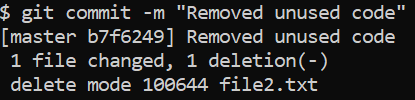 $ git commit -m "Removed unused code"
[master b7f6249] Removed unused code
 1 file changed, 1 deletion(-)
 delete mode 100644 file2.txt